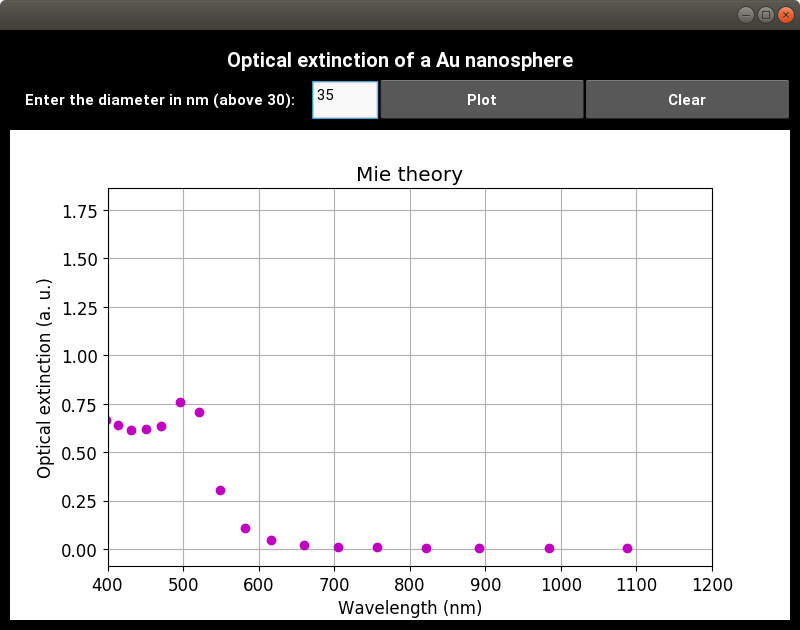 Optical extinction of a Au nanosphere
Enter the diameter in nm (above 30): 35 Plot Clear
Mie theory
Optical extinction (a. u.)
1.75
1.50
1.25
1.00
0.75
0.50
0.25
0.00
400 500 600 700 800 900 1000 1100 1200
Wavelength (nm)